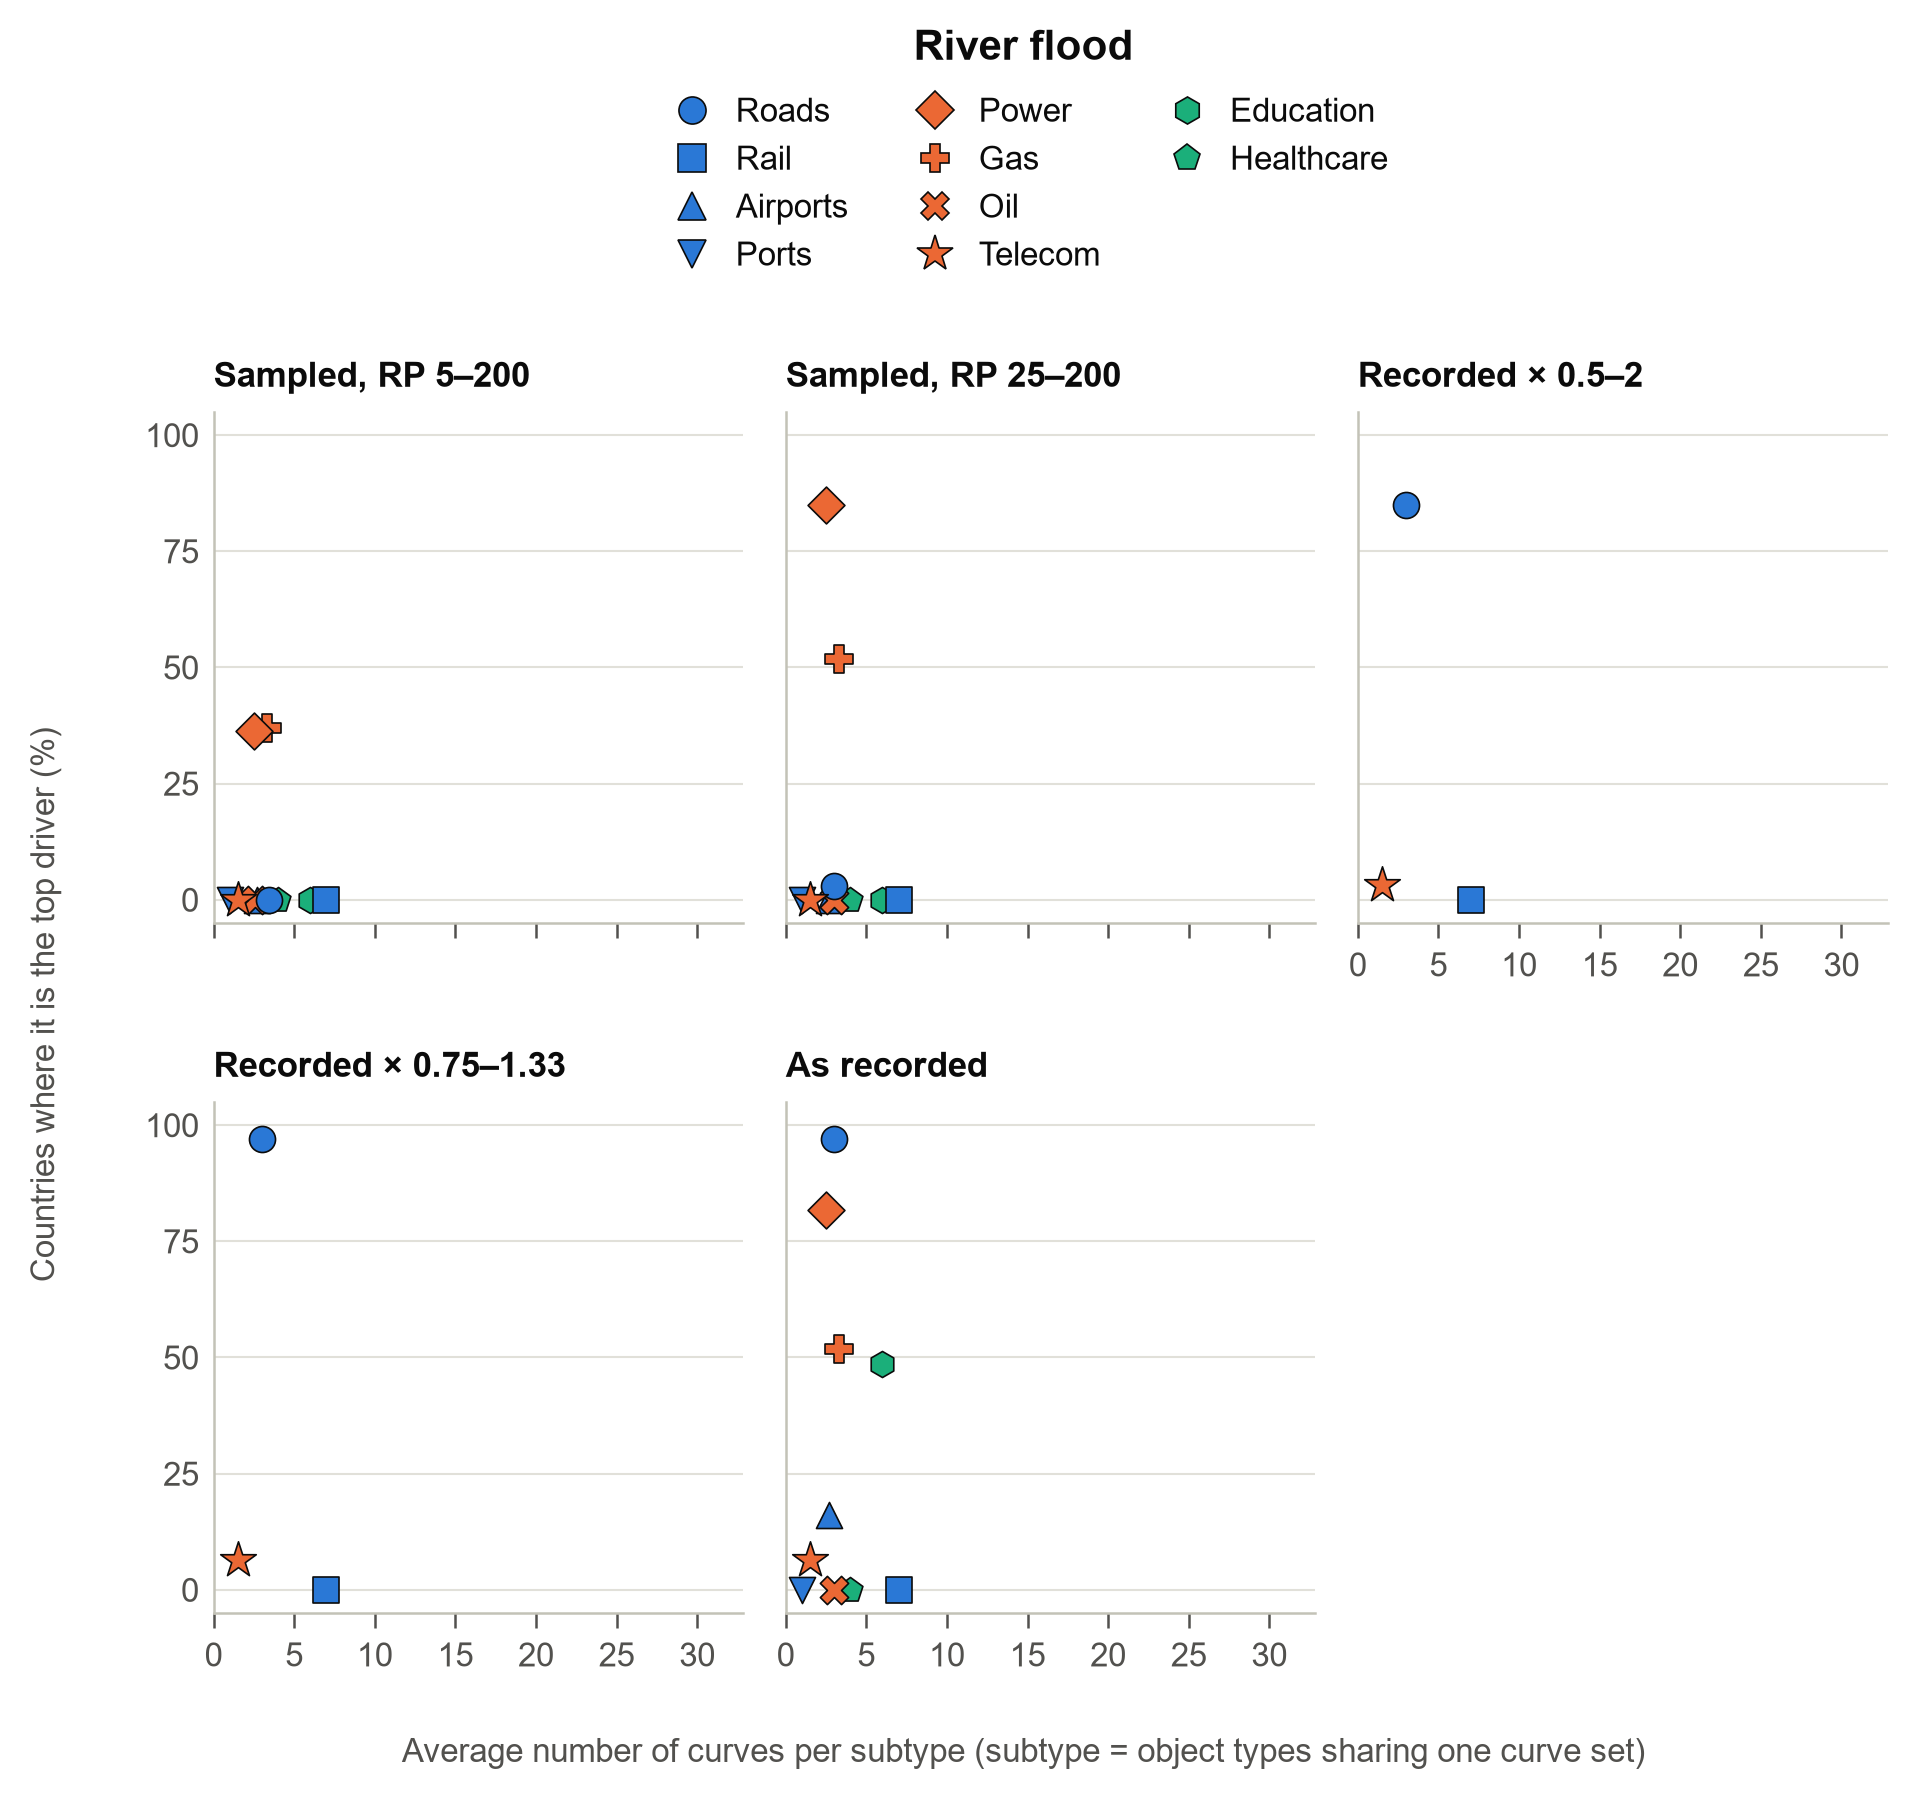 River flood
Roads
Power
Education
Rail
Gas
Healthcare
Airports
Oil
Ports
Telecom
Sampled, RP 5–200
Sampled, RP 25–200
Recorded × 0.5–2
100
75
50
25
0
0 5 10 15 20 25 30
Countries where it is the top driver (%)
Recorded × 0.75–1.33
As recorded
100
75
50
25
0
0 5 10 15 20 25 30
0 5 10 15 20 25 30
Average number of curves per subtype (subtype = object types sharing one curve set)